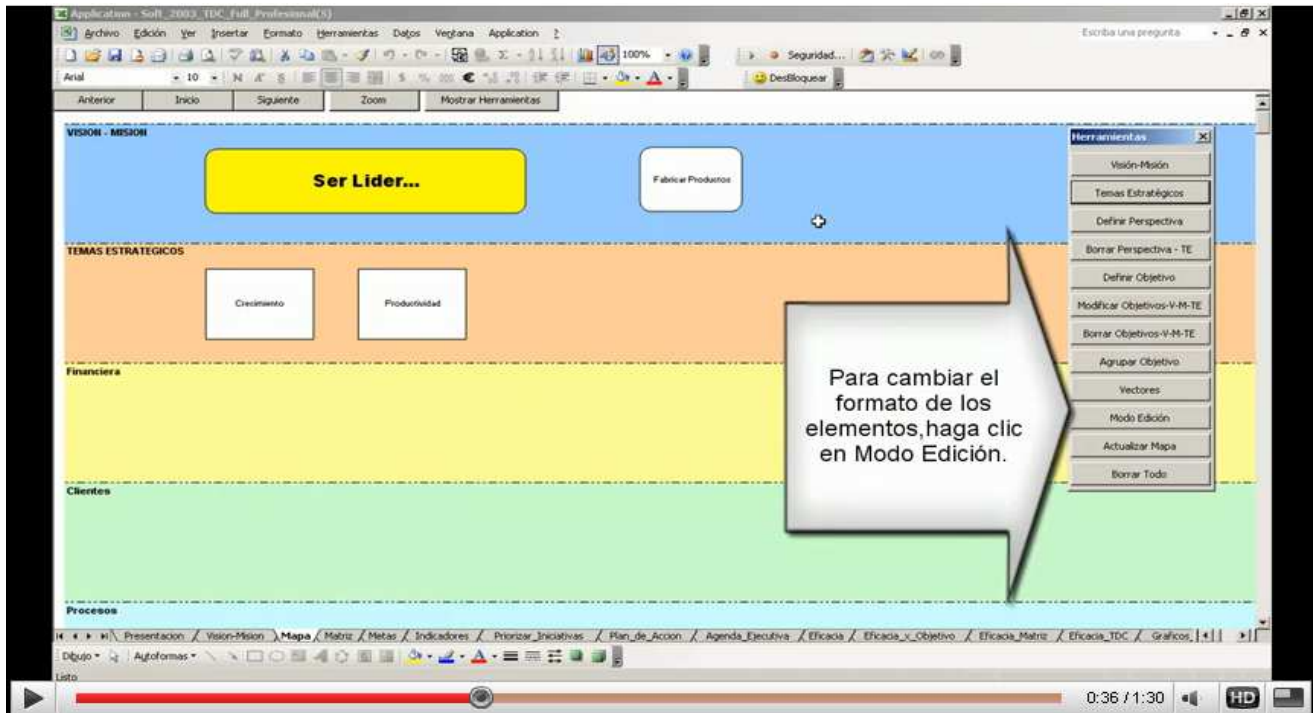 Application - Soft_2003_TDC_Full_Profesional(S)
Archivo Edición Ver Insertar Formato Herramientas Datos Ventana Application ?
Escriba una pregunta
100%
Seguridad...
Arial 10 N K S
DesBloquear
Anterior Inicio Siguiente Zoom Mostrar Herramientas
VISION - MISION
Ser Lider...
Fabricar Productos
TEMAS ESTRATEGICOS
Crecimiento
Productividad
Financiera
Clientes
Procesos
Herramientas
Visión-Misión
Temas Estratégicos
Definir Perspectiva
Borrar Perspectiva - TE
Definir Objetivo
Modificar Objetivos-V-M-TE
Borrar Objetivos-V-M-TE
Agrupar Objetivo
Vectores
Modo Edición
Actualizar Mapa
Borrar Todo
Para cambiar el
formato de los
elementos,haga clic
en Modo Edición.
Presentacion / Vision-Mision / Mapa / Matriz / Metas / Indicadores / Priorizar_Iniciativas / Plan_de_Accion / Agenda_Ejecutiva / Eficacia / Eficacia_x_Objetivo / Eficacia_Matriz / Eficacia_TDC / Graficos_
Dibujo Autoformas
Listo
0:36 / 1:30
HD